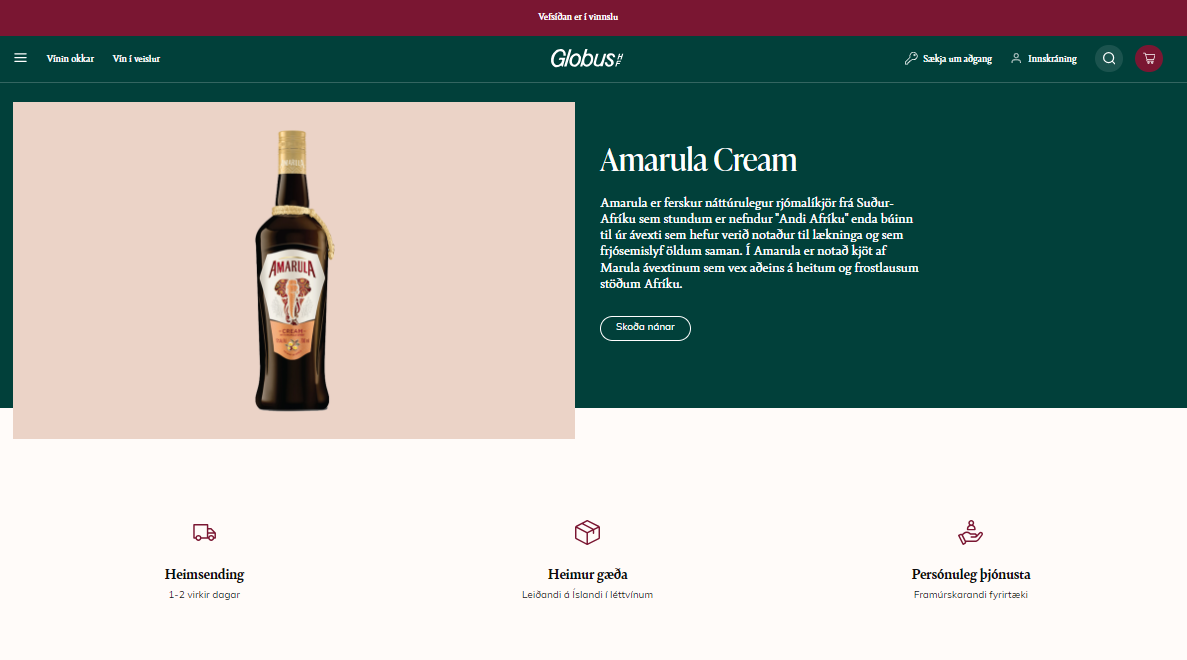 Vefsíðan er í vinnslu
Vínin okkar
Vín í veislur
Globus HF
Sækja um aðgang
Innskráning
Amarula Cream
Amarula er ferskur náttúrulegur rjómalíkjör frá Suður-
Afríku sem stundum er nefndur "Andi Afríku" enda búinn
til úr ávexti sem hefur verið notaður til lækninga og sem
frjósemislyf öldum saman. Í Amarula er notað kjöt af
Marula ávextinum sem vex aðeins á heitum og frostlausum
stöðum Afríku.
Skoða nánar
AMARULA
AMARULA
CREAM
Heimsending
1-2 virkir dagar
Heimur gæða
Leiðandi á Íslandi í léttvínum
Persónuleg þjónusta
Framúrskarandi fyrirtæki